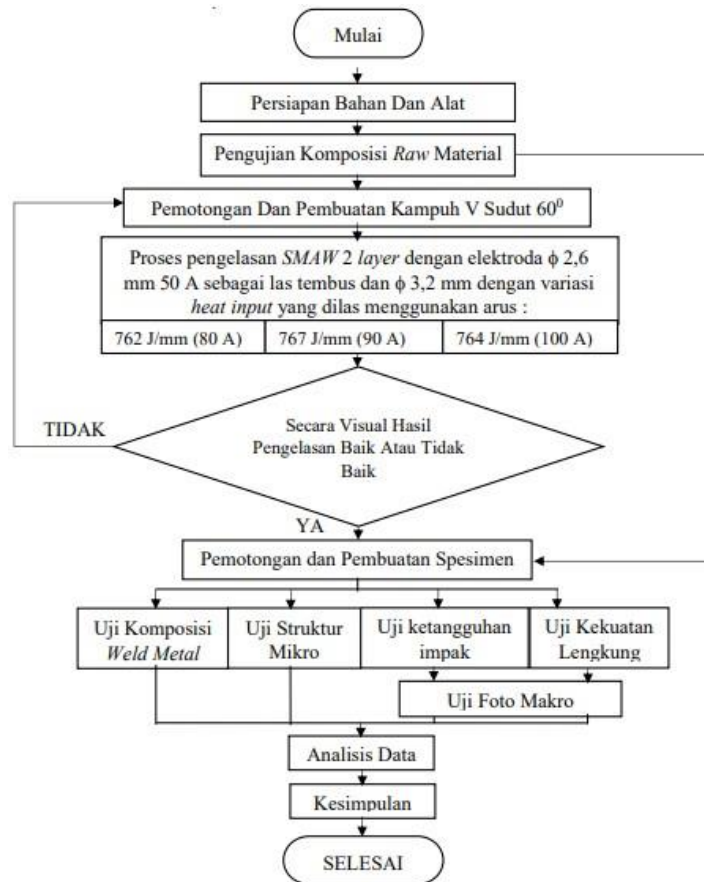 Mulai
Persiapan Bahan Dan Alat
Pengujian Komposisi Raw Material
Pemotongan Dan Pembuatan Kampuh V Sudut 60⁰
Proses pengelasan SMAW 2 layer dengan elektroda ϕ 2,6
mm 50 A sebagai las tembus dan ϕ 3,2 mm dengan variasi
heat input yang dilas menggunakan arus :
762 J/mm (80 A) 767 J/mm (90 A) 764 J/mm (100 A)
TIDAK
Secara Visual Hasil
Pengelasan Baik Atau Tidak
Baik
YA
Pemotongan dan Pembuatan Spesimen
Uji Komposisi
Weld Metal
Uji Struktur
Mikro
Uji ketangguhan
impak
Uji Kekuatan
Lengkung
Uji Foto Makro
Analisis Data
Kesimpulan
SELESAI